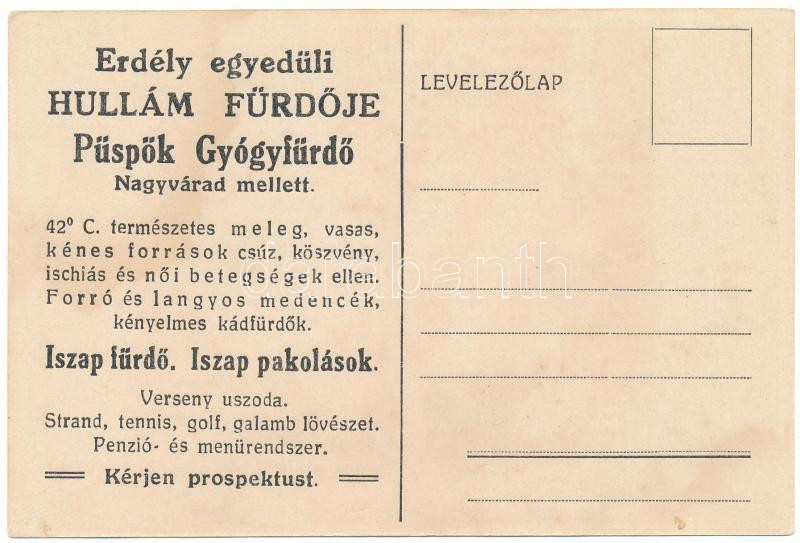 Erdély egyedüli
HULLÁM FÜRDŐJE
Püspök Gyógyfürdő
Nagyvárad mellett.
42⁰ C. természetes meleg, vasas,
kénes források csúz, köszvény,
ischiás és női betegségek ellen.
Forró és langyos medencék,
kényelmes kádfürdők.
Iszap fürdő. Iszap pakolások.
Verseny uszoda.
Strand, tennis, golf, galamb lövészet.
Penzió- és menürendszer.
Kérjen prospektust.
LEVELEZŐLAP
darabanth